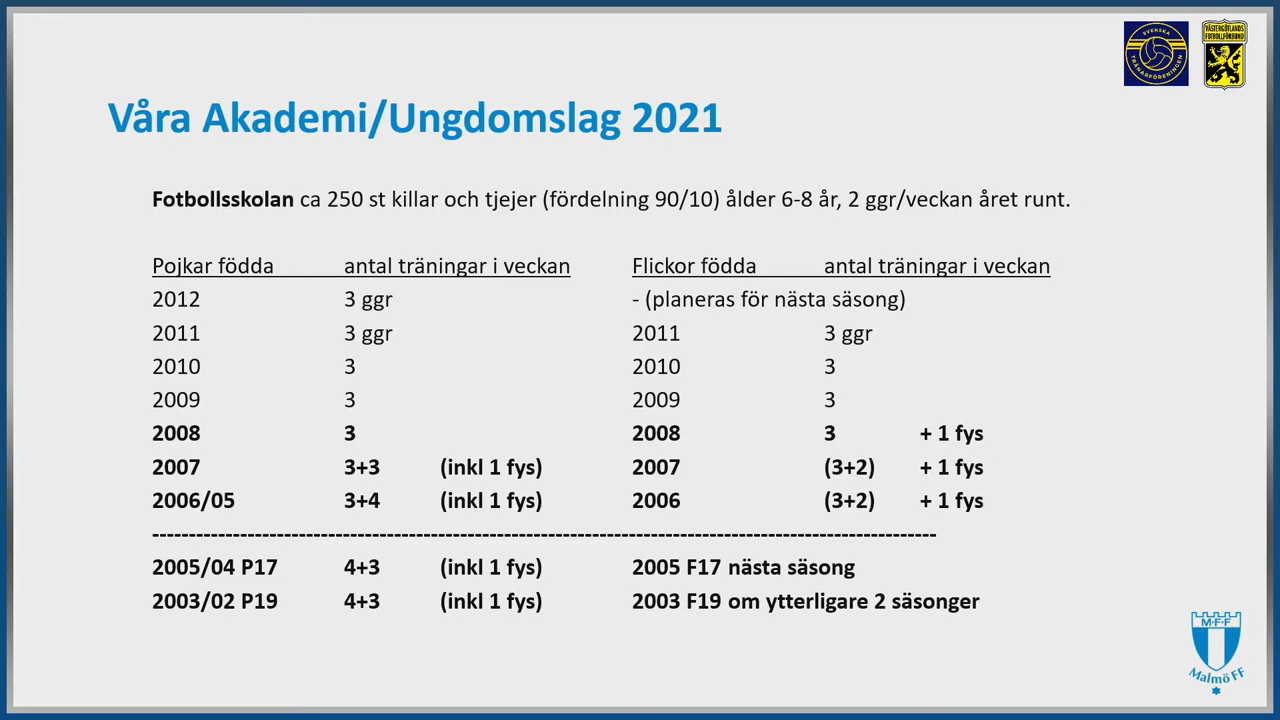 SVENSKA
TRÄNARFÖRENINGEN
VÄSTERGÖTLANDS
FOTBOLLFÖRBUND
Våra Akademi/Ungdomslag 2021
Fotbollsskolan ca 250 st killar och tjejer (fördelning 90/10) ålder 6-8 år, 2 ggr/veckan året runt.
Pojkar födda antal träningar i veckan Flickor födda antal träningar i veckan
2012 3 ggr - (planeras för nästa säsong)
2011 3 ggr 2011 3 ggr
2010 3 2010 3
2009 3 2009 3
2008 3 2008 3 + 1 fys
2007 3+3 (inkl 1 fys) 2007 (3+2) + 1 fys
2006/05 3+4 (inkl 1 fys) 2006 (3+2) + 1 fys
2005/04 P17 4+3 (inkl 1 fys) 2005 F17 nästa säsong
2003/02 P19 4+3 (inkl 1 fys) 2003 F19 om ytterligare 2 säsonger
M·F·F
Malmö FF